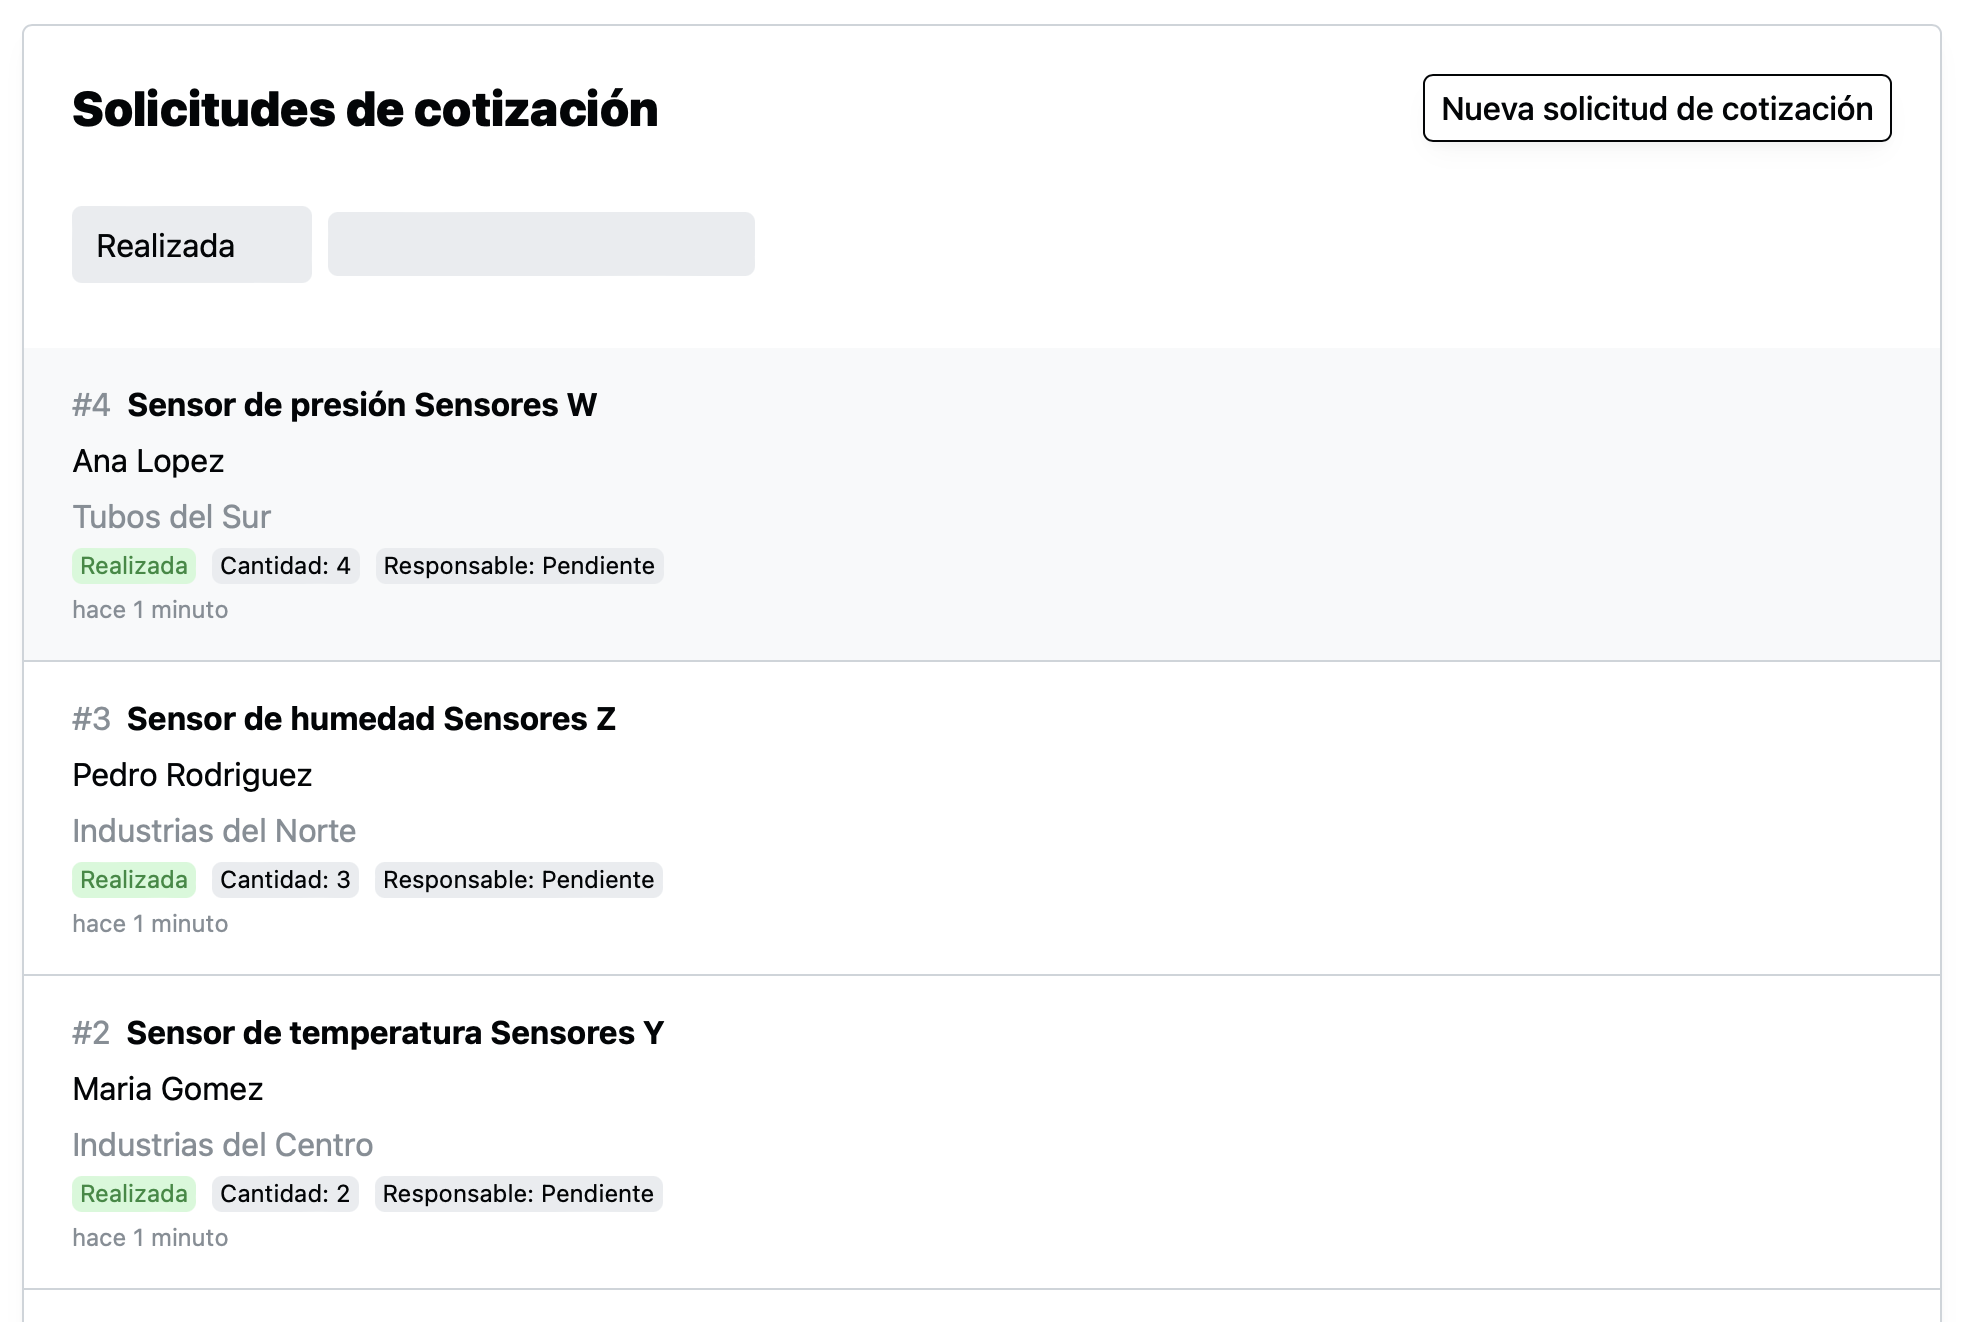 Solicitudes de cotización
Nueva solicitud de cotización
Realizada
#4 Sensor de presión Sensores W
Ana Lopez
Tubos del Sur
Realizada Cantidad: 4 Responsable: Pendiente
hace 1 minuto
#3 Sensor de humedad Sensores Z
Pedro Rodriguez
Industrias del Norte
Realizada Cantidad: 3 Responsable: Pendiente
hace 1 minuto
#2 Sensor de temperatura Sensores Y
Maria Gomez
Industrias del Centro
Realizada Cantidad: 2 Responsable: Pendiente
hace 1 minuto